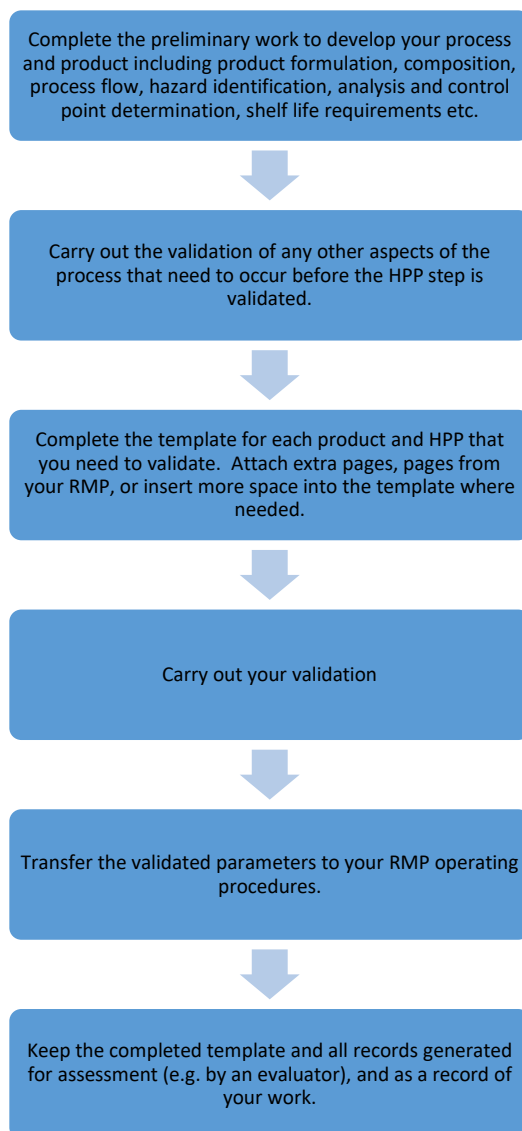 Complete the preliminary work to develop your process
and product including product formulation, composition,
process flow, hazard identification, analysis and control
point determination, shelf life requirements etc.
Carry out the validation of any other aspects of the
process that need to occur before the HPP step is
validated.
Complete the template for each product and HPP that
you need to validate.  Attach extra pages, pages from
your RMP, or insert more space into the template where
needed.
Carry out your validation
Transfer the validated parameters to your RMP operating
procedures.
Keep the completed template and all records generated
for assessment (e.g. by an evaluator), and as a record of
your work.